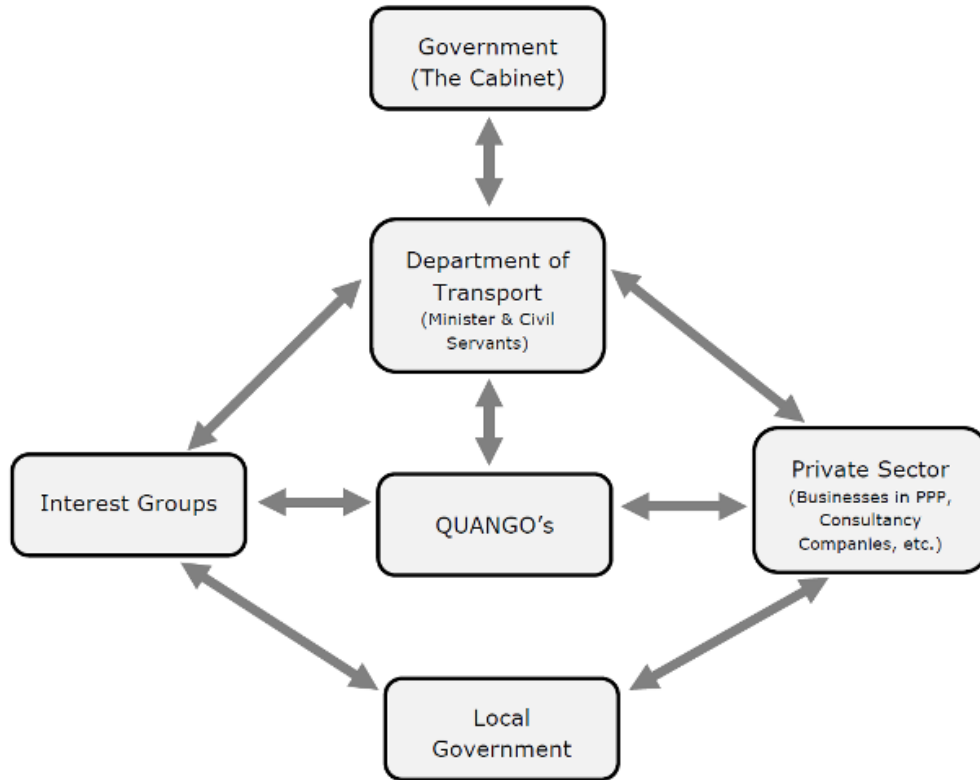 Government
(The Cabinet)
Department of
Transport
(Minister & Civil
Servants)
Interest Groups
QUANGO's
Private Sector
(Businesses in PPP,
Consultancy
Companies, etc.)
Local
Government